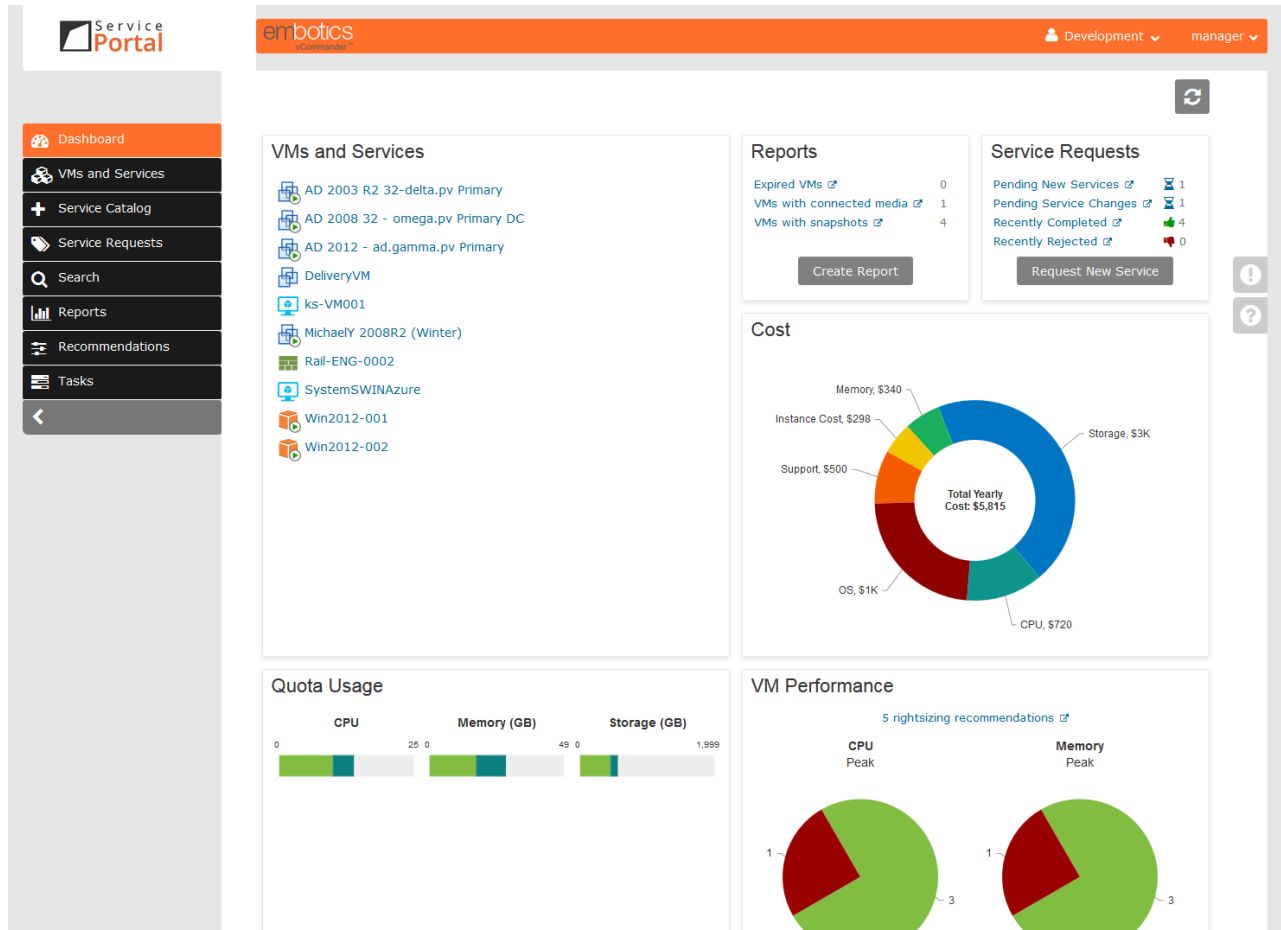 Service
Portal
embotics
vCommander™
Development
manager
Dashboard
VMs and Services
Service Catalog
Service Requests
Search
Reports
Recommendations
Tasks
VMs and Services
AD 2003 R2 32-delta.pv Primary
AD 2008 32 - omega.pv Primary DC
AD 2012 - ad.gamma.pv Primary
DeliveryVM
ks-VM001
MichaelY 2008R2 (Winter)
Rail-ENG-0002
SystemSWINAzure
Win2012-001
Win2012-002
Reports
Expired VMs 0
VMs with connected media 1
VMs with snapshots 4
Create Report
Service Requests
Pending New Services 1
Pending Service Changes 1
Recently Completed 4
Recently Rejected 0
Request New Service
!
?
Cost
Memory, $340
Instance Cost, $298
Storage, $3K
Support, $500
Total Yearly
Cost: $5,815
OS, $1K
CPU, $720
Quota Usage
CPU Memory (GB) Storage (GB)
0 25 0 49 0 1,999
VM Performance
5 rightsizing recommendations
CPU Memory
Peak Peak
1 1
3 3